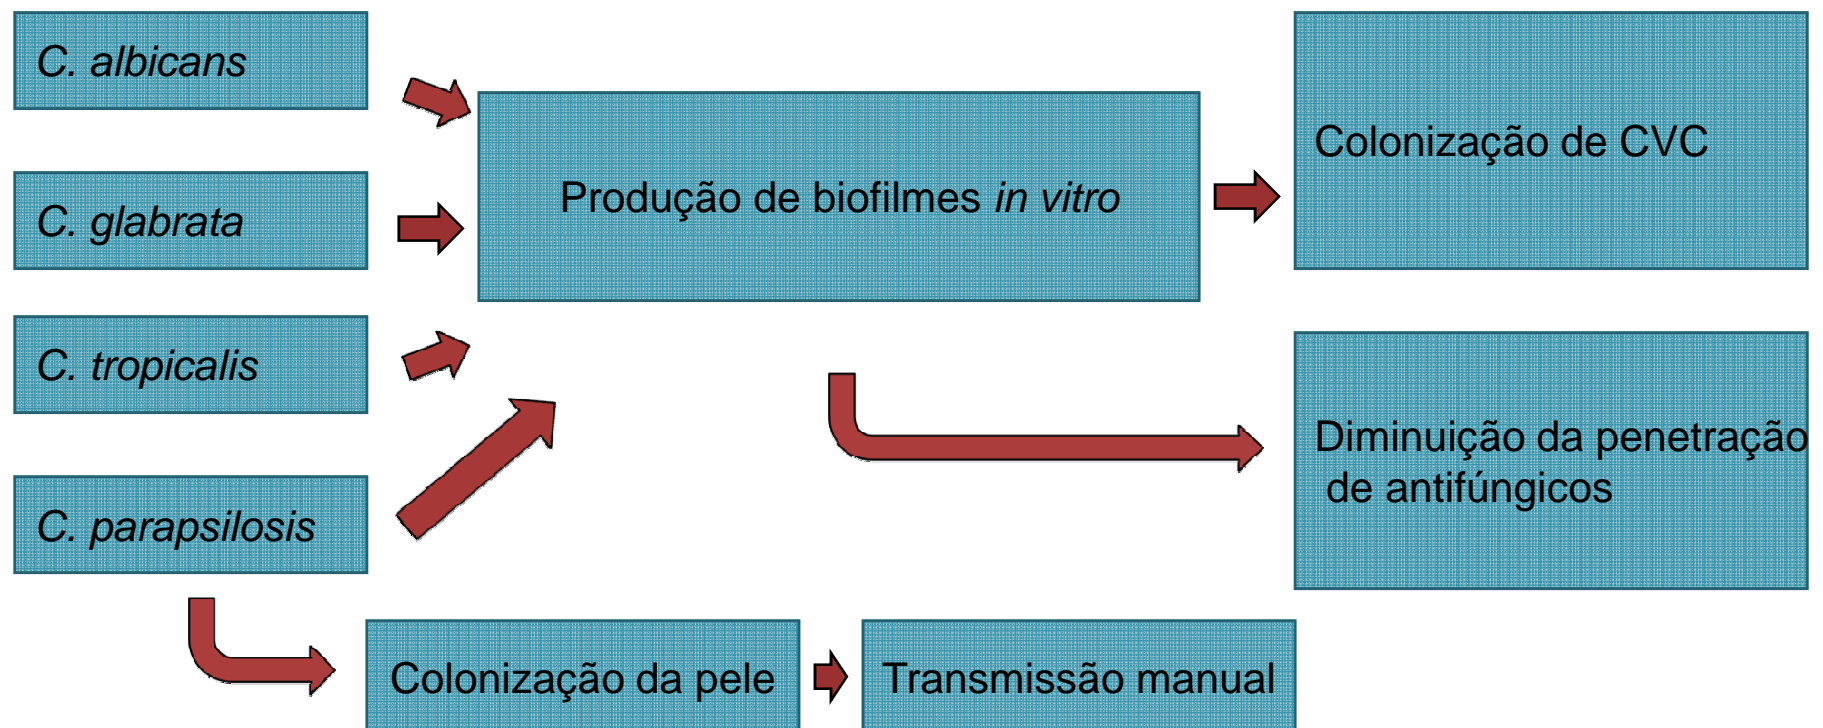 C. albicans
C. glabrata
C. tropicalis
C. parapsilosis
Produção de biofilmes in vitro
Colonização de CVC
Diminuição da penetração
de antifúngicos
Colonização da pele
Transmissão manual